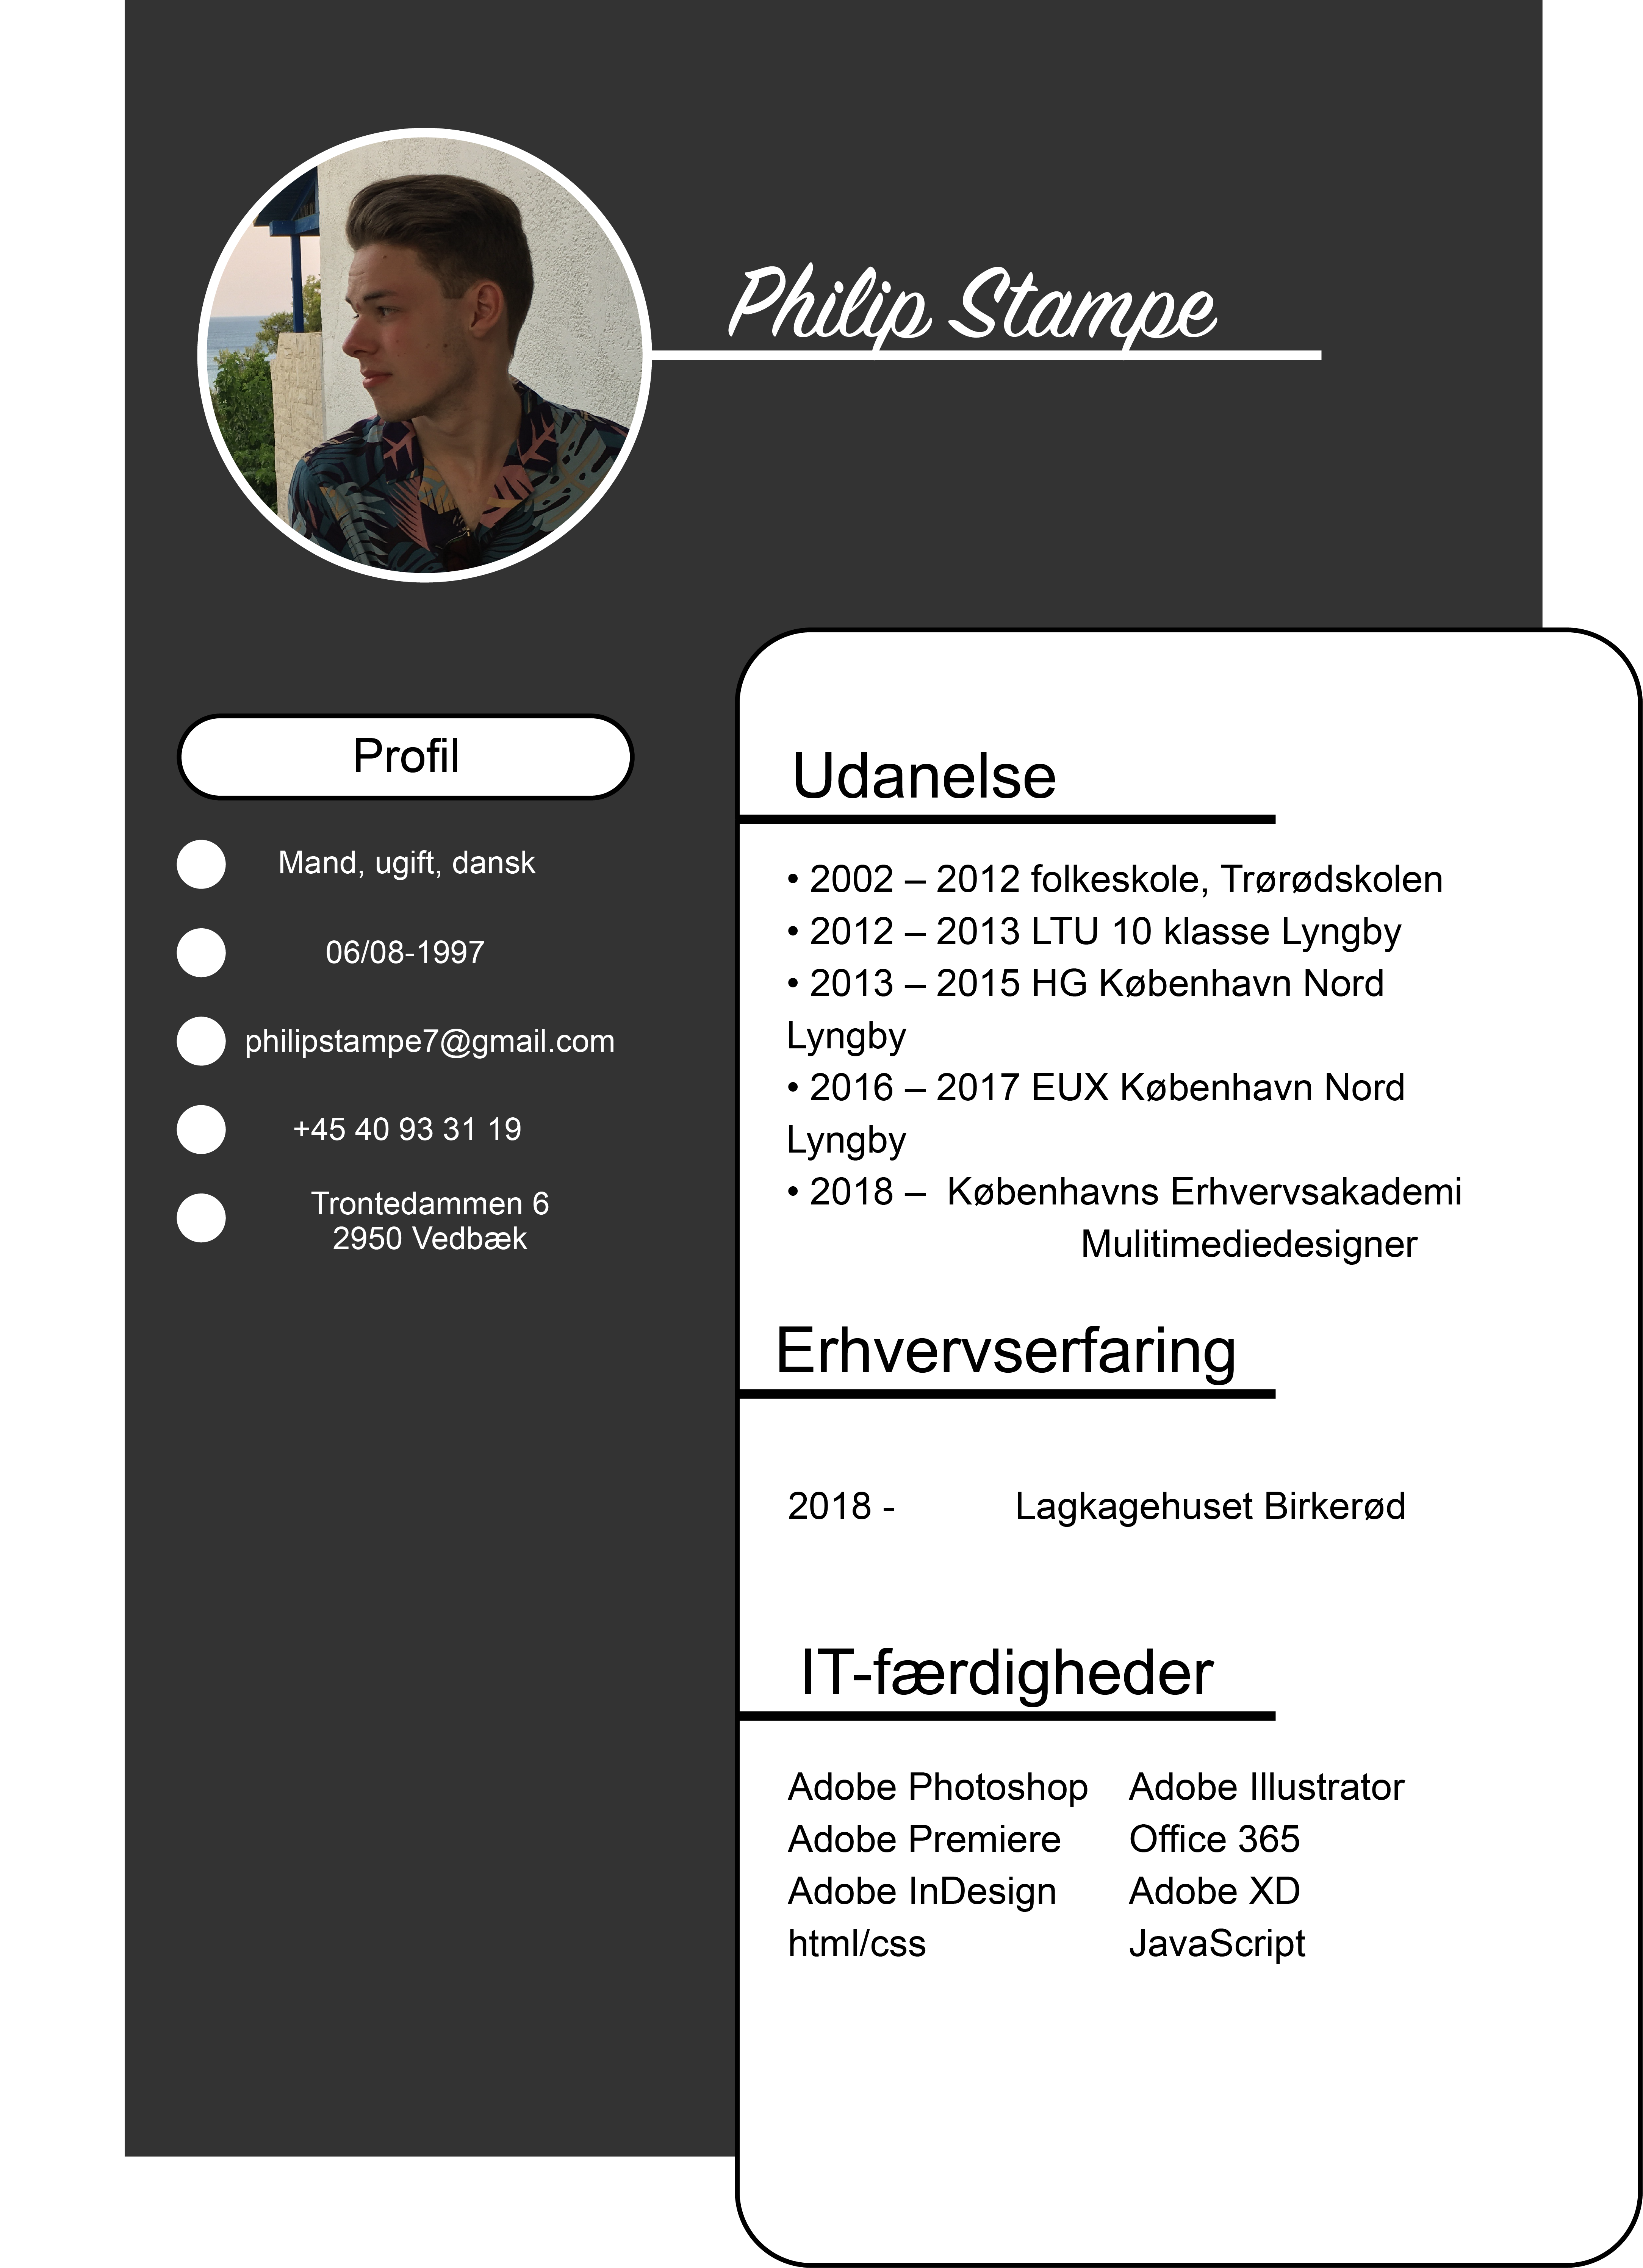 Philip Stampe
Profil
Mand, ugift, dansk
06/08-1997
philipstampe7@gmail.com
+45 40 93 31 19
Trontedammen 6
2950 Vedbæk
Udanelse
• 2002 – 2012 folkeskole, Trørødskolen
• 2012 – 2013 LTU 10 klasse Lyngby
• 2013 – 2015 HG København Nord
Lyngby
• 2016 – 2017 EUX København Nord
Lyngby
• 2018 – Københavns Erhvervsakademi
Mulitimediedesigner
Erhvervserfaring
2018 - Lagkagehuset Birkerød
IT-færdigheder
Adobe Photoshop Adobe Illustrator
Adobe Premiere Office 365
Adobe InDesign Adobe XD
html/css JavaScript